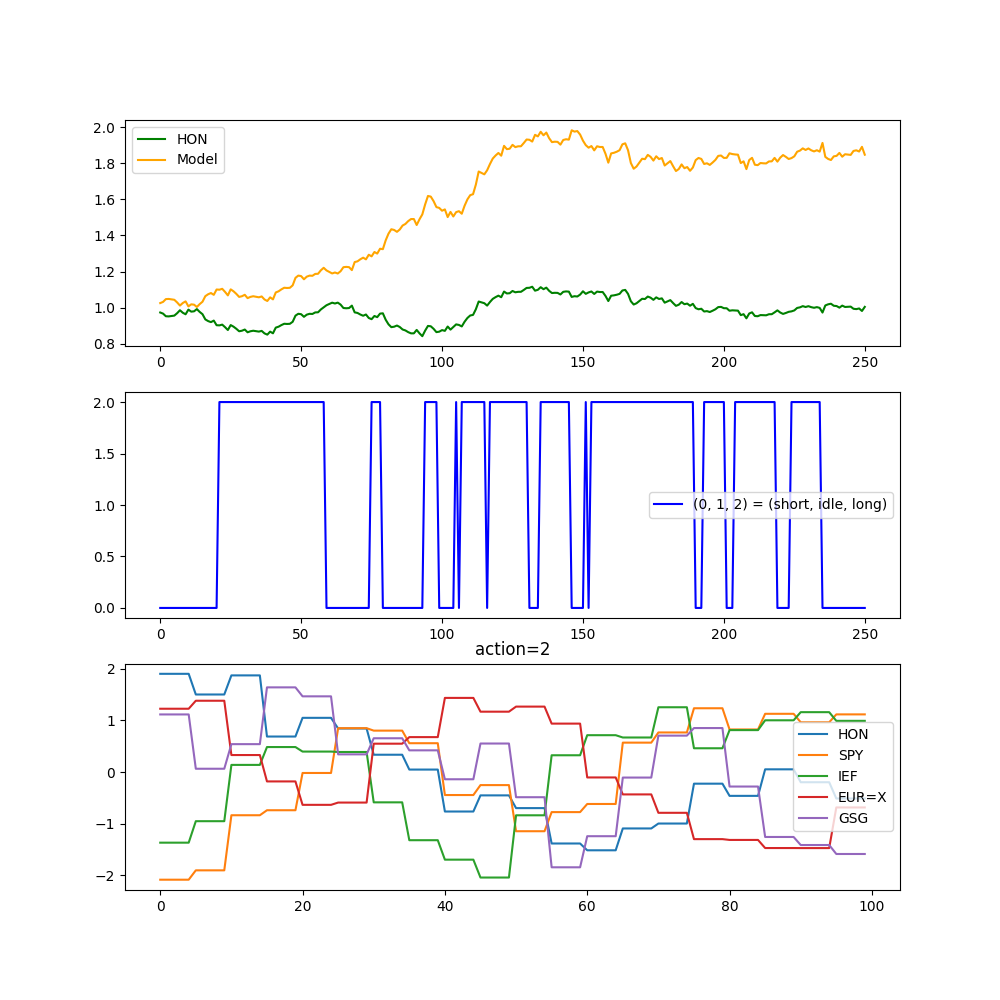 2.0
1.8
1.6
1.4
1.2
1.0
0.8
HON
Model
0 50 100 150 200 250
2.0
1.5
1.0
0.5
0.0
(0, 1, 2) = (short, idle, long)
0 50 100 150 200 250
action=2
2
1
0
−1
−2
HON
SPY
IEF
EUR=X
GSG
0 20 40 60 80 100